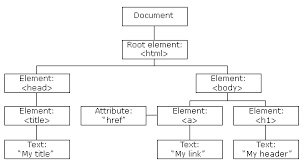 Document
Root element:
<html>
Element:
<head>
Element:
<body>
Element:
<title>
Attribute:
"href"
Element:
<a>
Element:
<h1>
Text:
"My title"
Text:
"My link"
Text:
"My header"